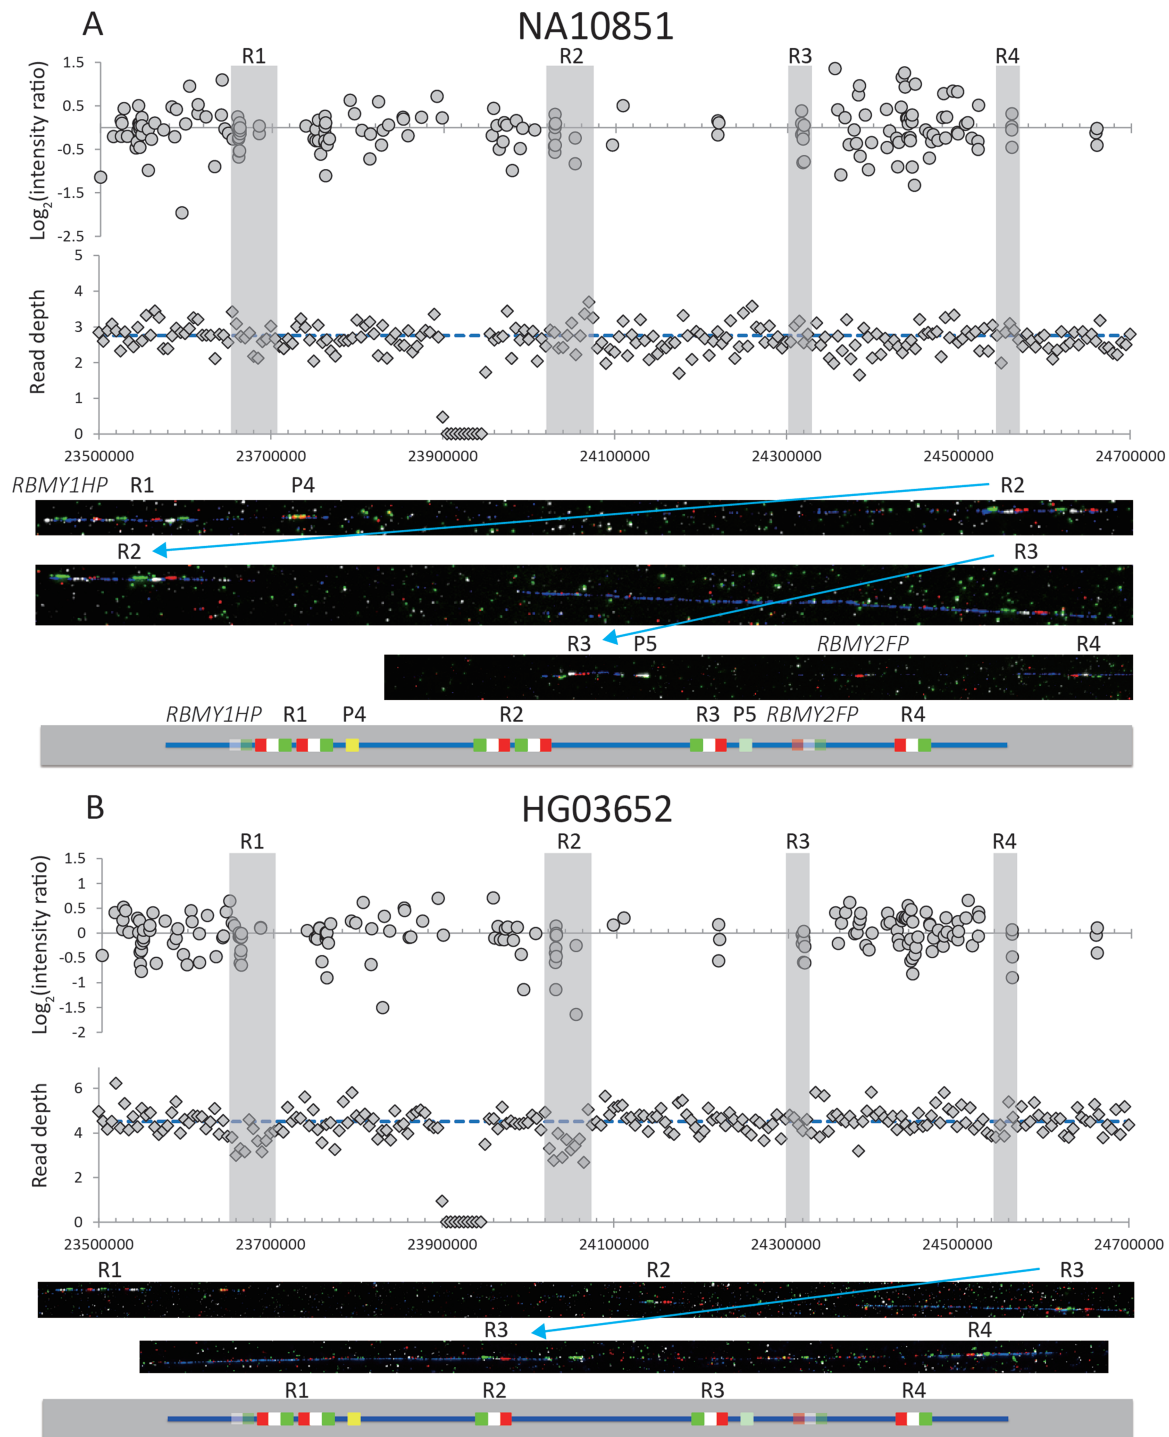 A
NA10851
R1 R2 R3 R4
1.5
0.5
-0.5
-1.5
-2.5
Log2(intensity ratio)
5
4
3
2
1
0
Read depth
23500000 23700000 23900000 24100000 24300000 24500000 24700000
RBMY1HP R1 P4 R2
R2 R3
R3 P5 RBMY2FP R4
RBMY1HP R1 P4 R2 R3 P5 RBMY2FP R4
B
HG03652
R1 R2 R3 R4
1.5
1
0.5
0
-0.5
-1
-1.5
-2
Log2(intensity ratio)
6
4
2
0
Read depth
23500000 23700000 23900000 24100000 24300000 24500000 24700000
R1 R2 R3
R3 R4
R1 R2 R3 R4